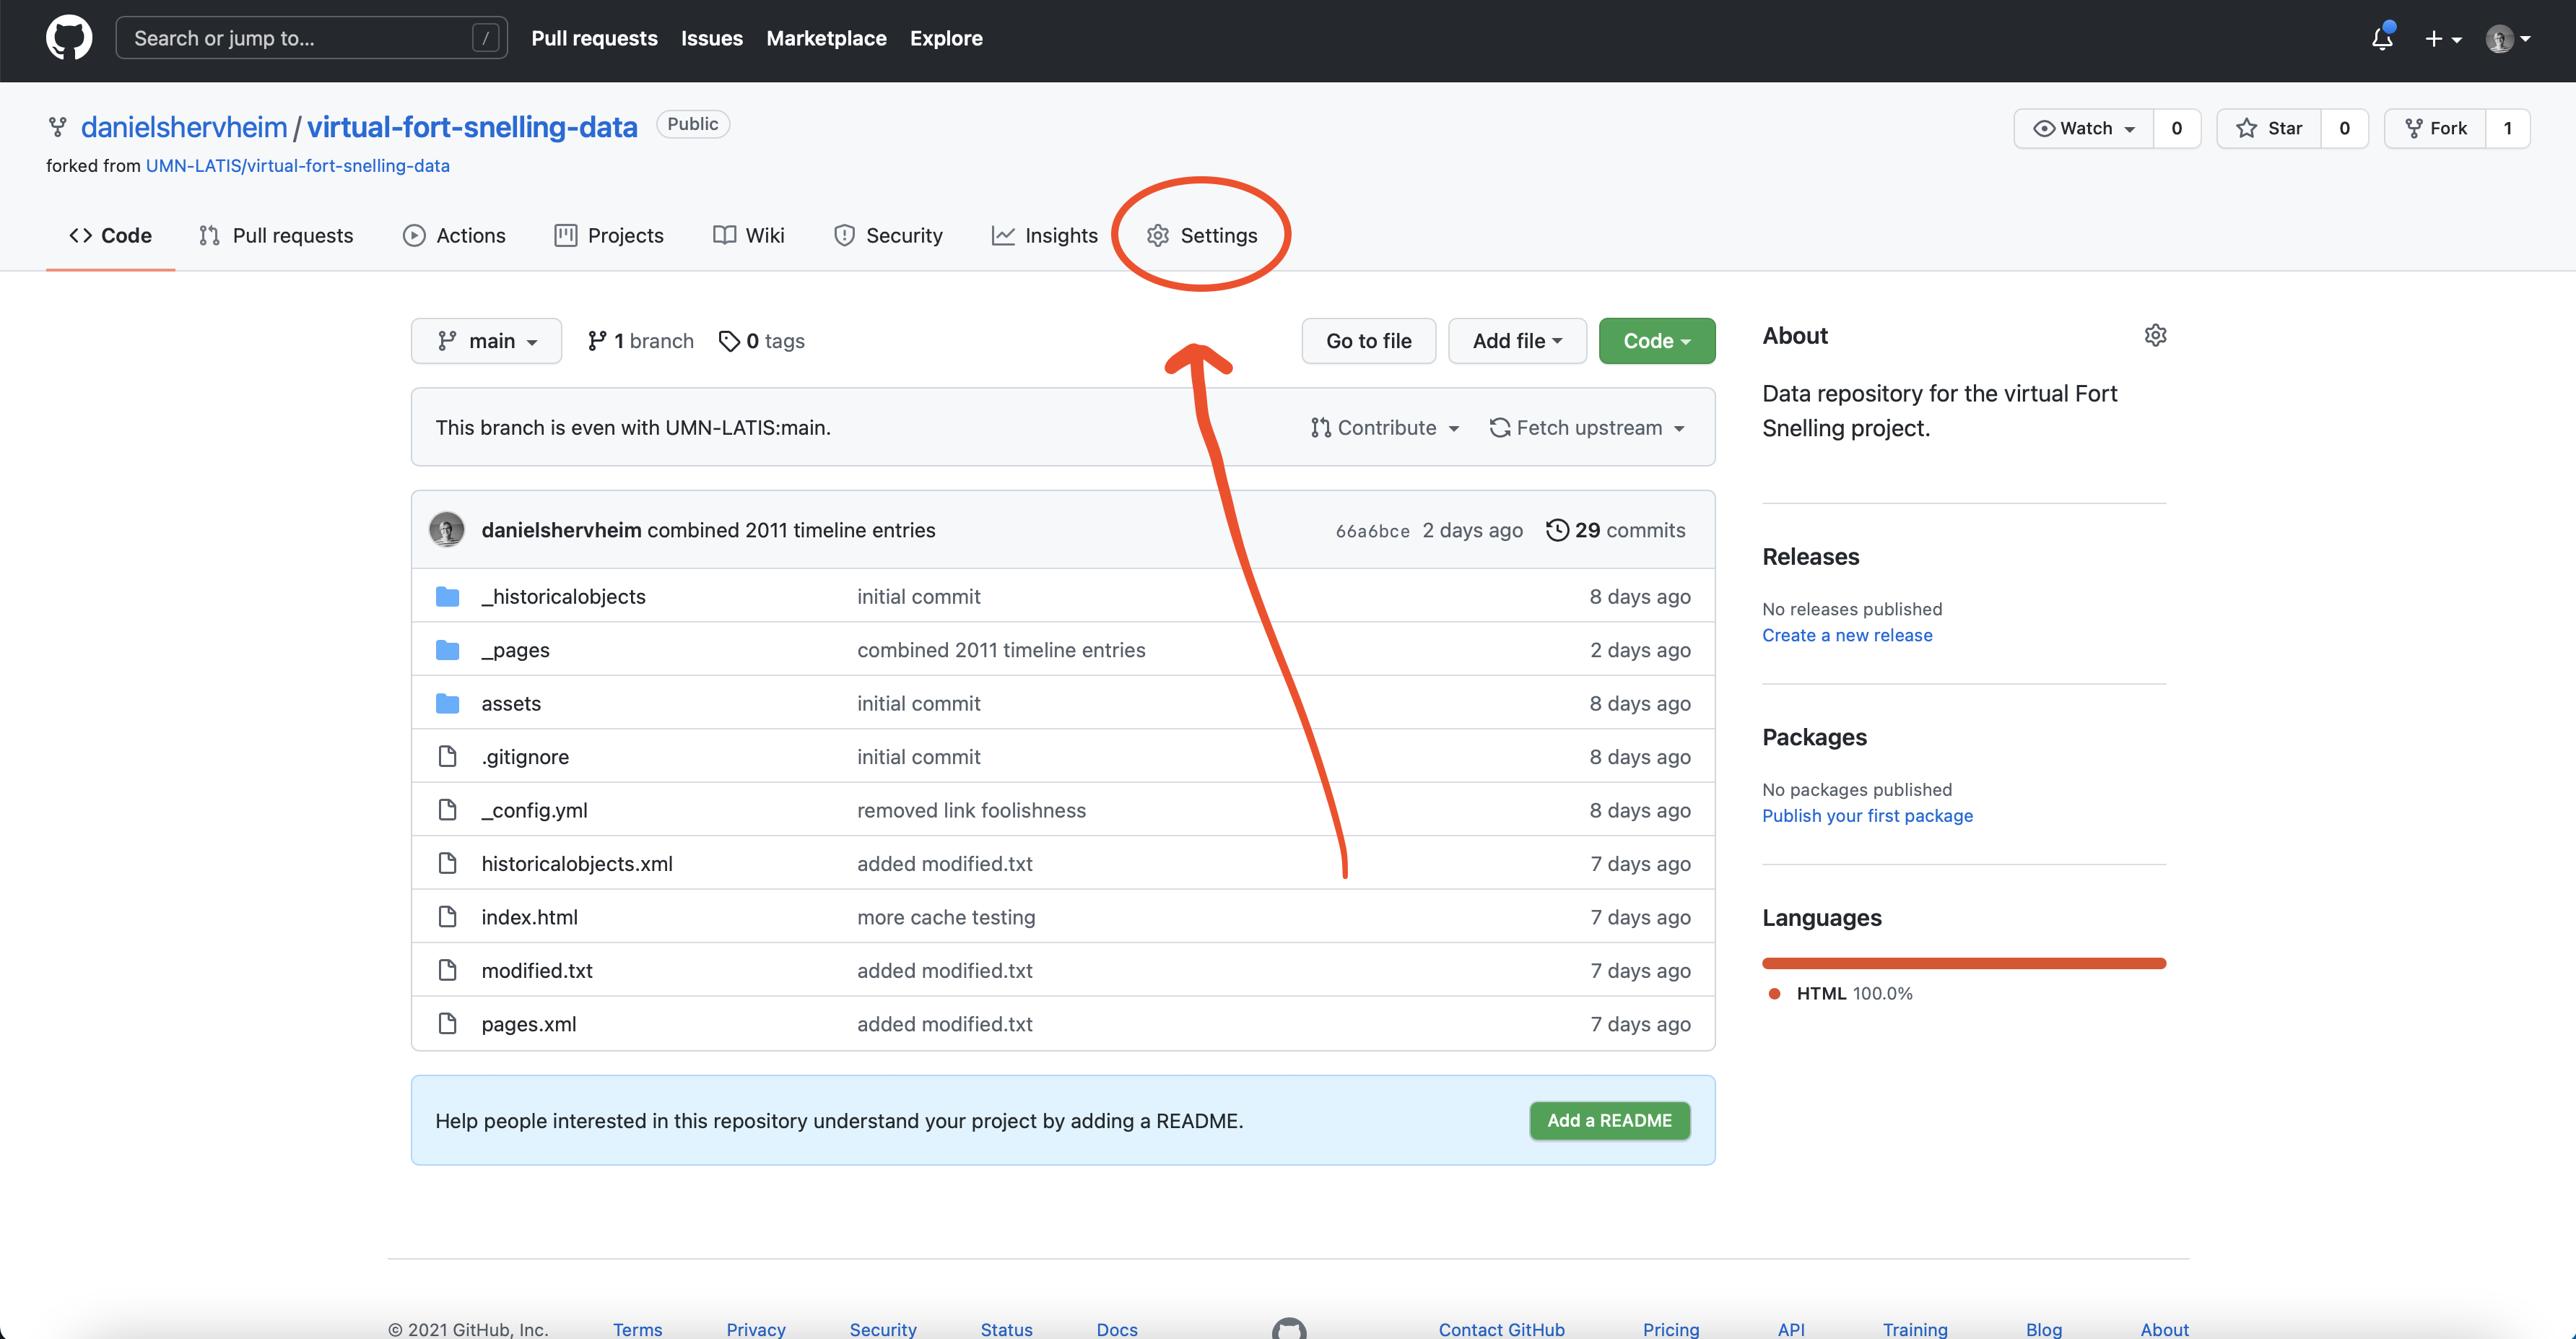 Search or jump to... /
Pull requests Issues Marketplace Explore
danielshervheim / virtual-fort-snelling-data Public
Watch 0 Star 0 Fork 1
forked from UMN-LATIS/virtual-fort-snelling-data
Code Pull requests Actions Projects Wiki Security Insights Settings
main 1 branch 0 tags Go to file Add file Code
This branch is even with UMN-LATIS:main. Contribute Fetch upstream
danielshervheim combined 2011 timeline entries 66a6bce 2 days ago 29 commits
_historicalobjects initial commit 8 days ago
_pages combined 2011 timeline entries 2 days ago
assets initial commit 8 days ago
.gitignore initial commit 8 days ago
_config.yml removed link foolishness 8 days ago
historicalobjects.xml added modified.txt 7 days ago
index.html more cache testing 7 days ago
modified.txt added modified.txt 7 days ago
pages.xml added modified.txt 7 days ago
Help people interested in this repository understand your project by adding a README. Add a README
About
Data repository for the virtual Fort
Snelling project.
Releases
No releases published
Create a new release
Packages
No packages published
Publish your first package
Languages
HTML 100.0%
© 2021 GitHub, Inc. Terms Privacy Security Status Docs Contact GitHub Pricing API Training Blog About